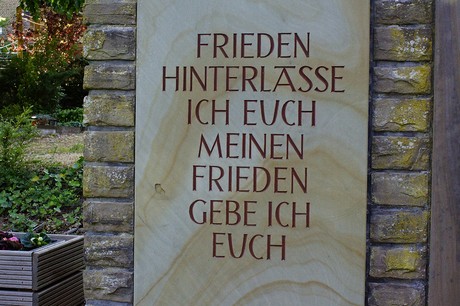 FRIEDEN
HINTERLASSE
ICH EUCH
MEINEN
FRIEDEN
GEBE ICH
EUCH